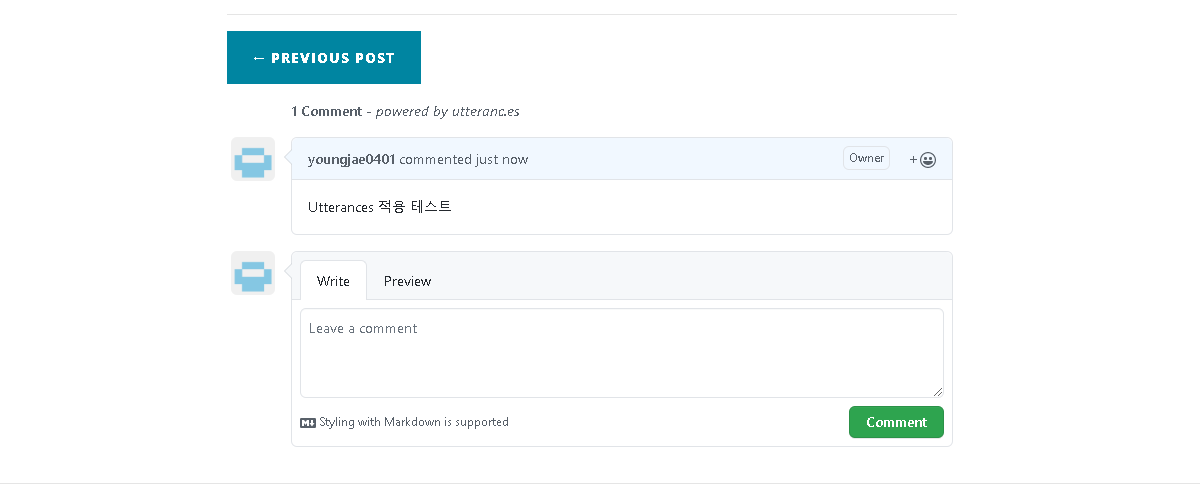 ← PREVIOUS POST
1 Comment - powered by utteranc.es
youngjae0401 commented just now Owner +
Utterances 적용 테스트
Write Preview
Leave a comment
M↓ Styling with Markdown is supported Comment